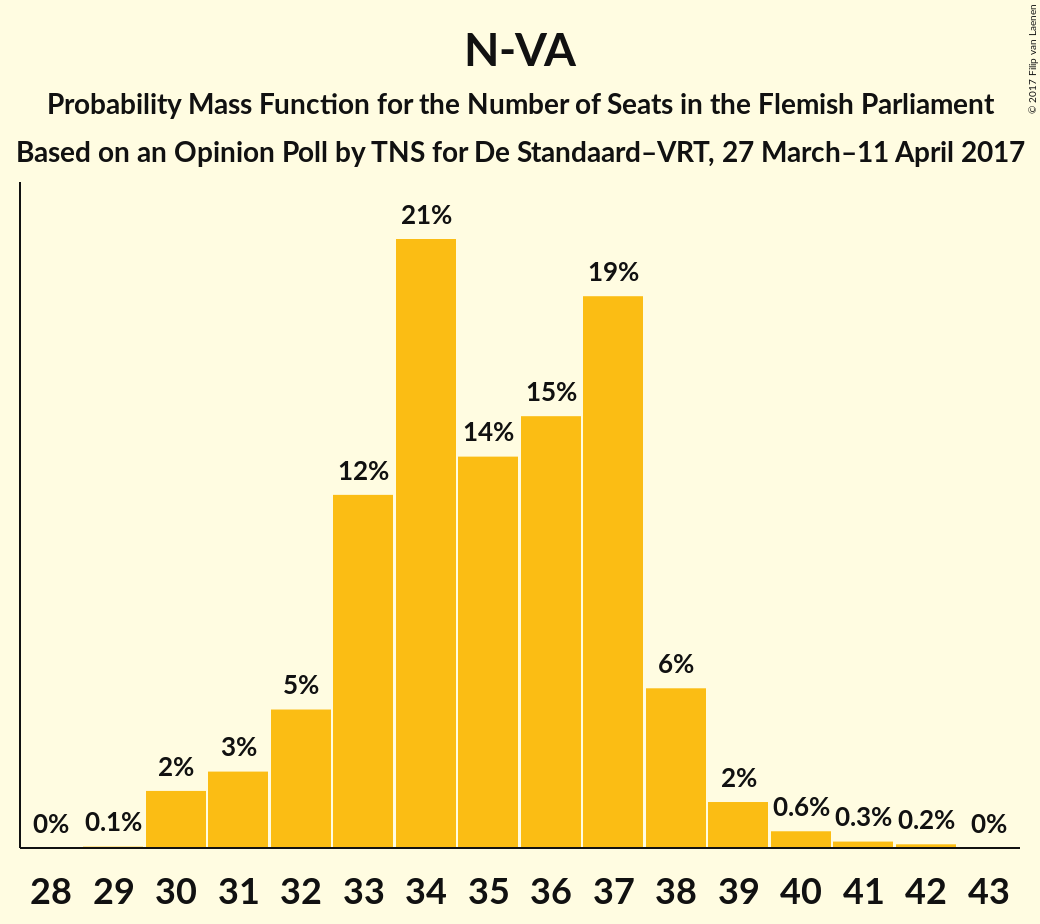 N-VA
Probability Mass Function for the Number of Seats in the Flemish Parliament
Based on an Opinion Poll by TNS for De Standaard–VRT, 27 March–11 April 2017
© 2017 Filip van Laenen
0% 0.1% 2% 3% 5% 12% 21% 14% 15% 19% 6% 2% 0.6% 0.3% 0.2% 0%
28 29 30 31 32 33 34 35 36 37 38 39 40 41 42 43